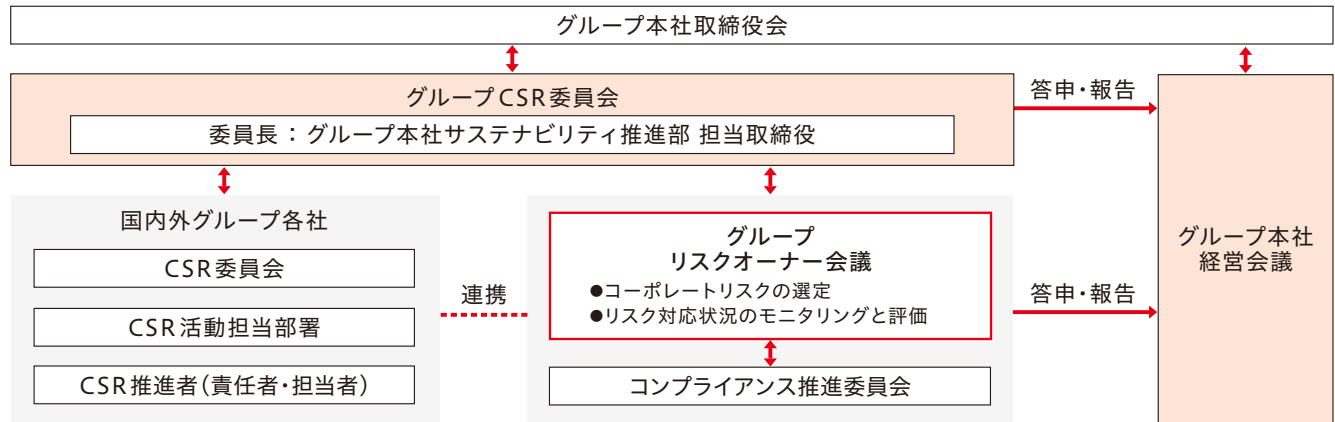 グループ本社取締役会
グループCSR委員会
委員長：グループ本社サステナビリティ推進部 担当取締役
答申・報告
国内外グループ各社
CSR委員会
CSR活動担当部署
CSR推進者(責任者・担当者)
連携
グループ
リスクオーナー会議
●コーポレートリスクの選定
●リスク対応状況のモニタリングと評価
コンプライアンス推進委員会
答申・報告
グループ本社
経営会議